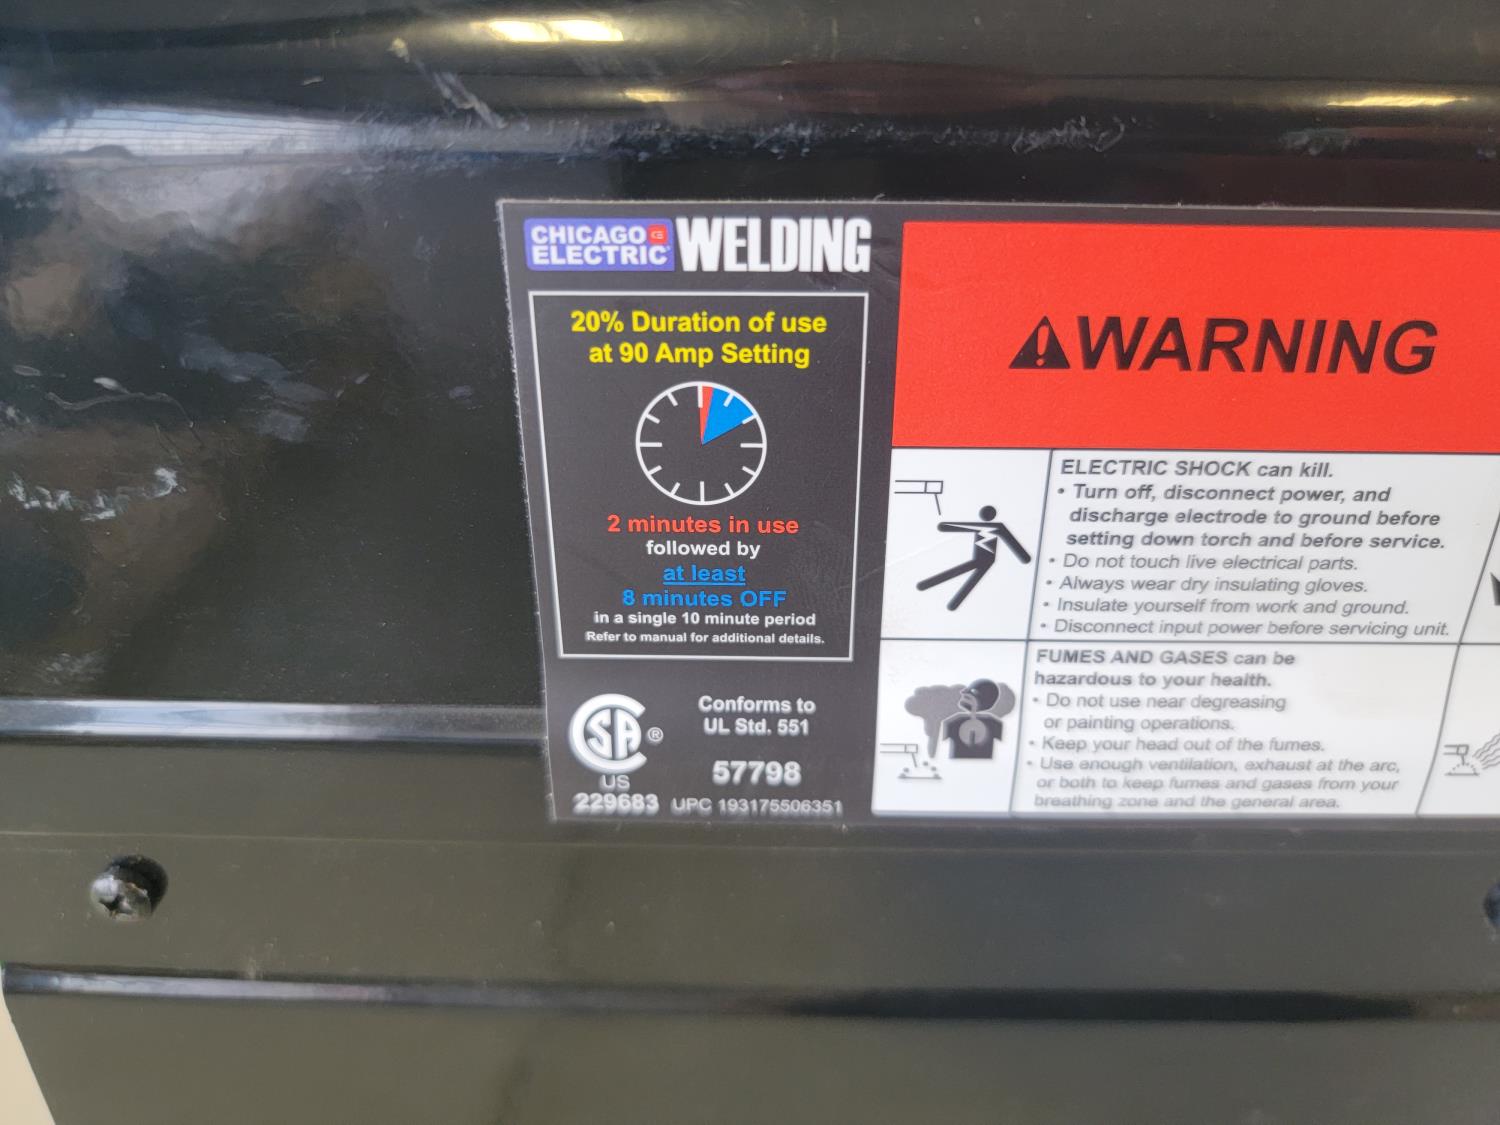 CHICAGO
ELECTRIC
WELDING
20% Duration of use
at 90 Amp Setting
2 minutes in use
followed by
at least
8 minutes OFF
in a single 10 minute period
Refer to manual for additional details.
CSA®
US
229683
Conforms to
UL Std. 551
57798
UPC 193175506351
WARNING
ELECTRIC SHOCK can kill.
• Turn off, disconnect power, and
discharge electrode to ground before
setting down torch and before service.
• Do not touch live electrical parts.
• Always wear dry insulating gloves.
• Insulate yourself from work and ground.
• Disconnect input power before servicing unit.
FUMES AND GASES can be
hazardous to your health.
• Do not use near degreasing
or painting operations.
• Keep your head out of the fumes.
• Use enough ventilation, exhaust at the arc,
or both to keep fumes and gases from your
breathing zone and the general area.